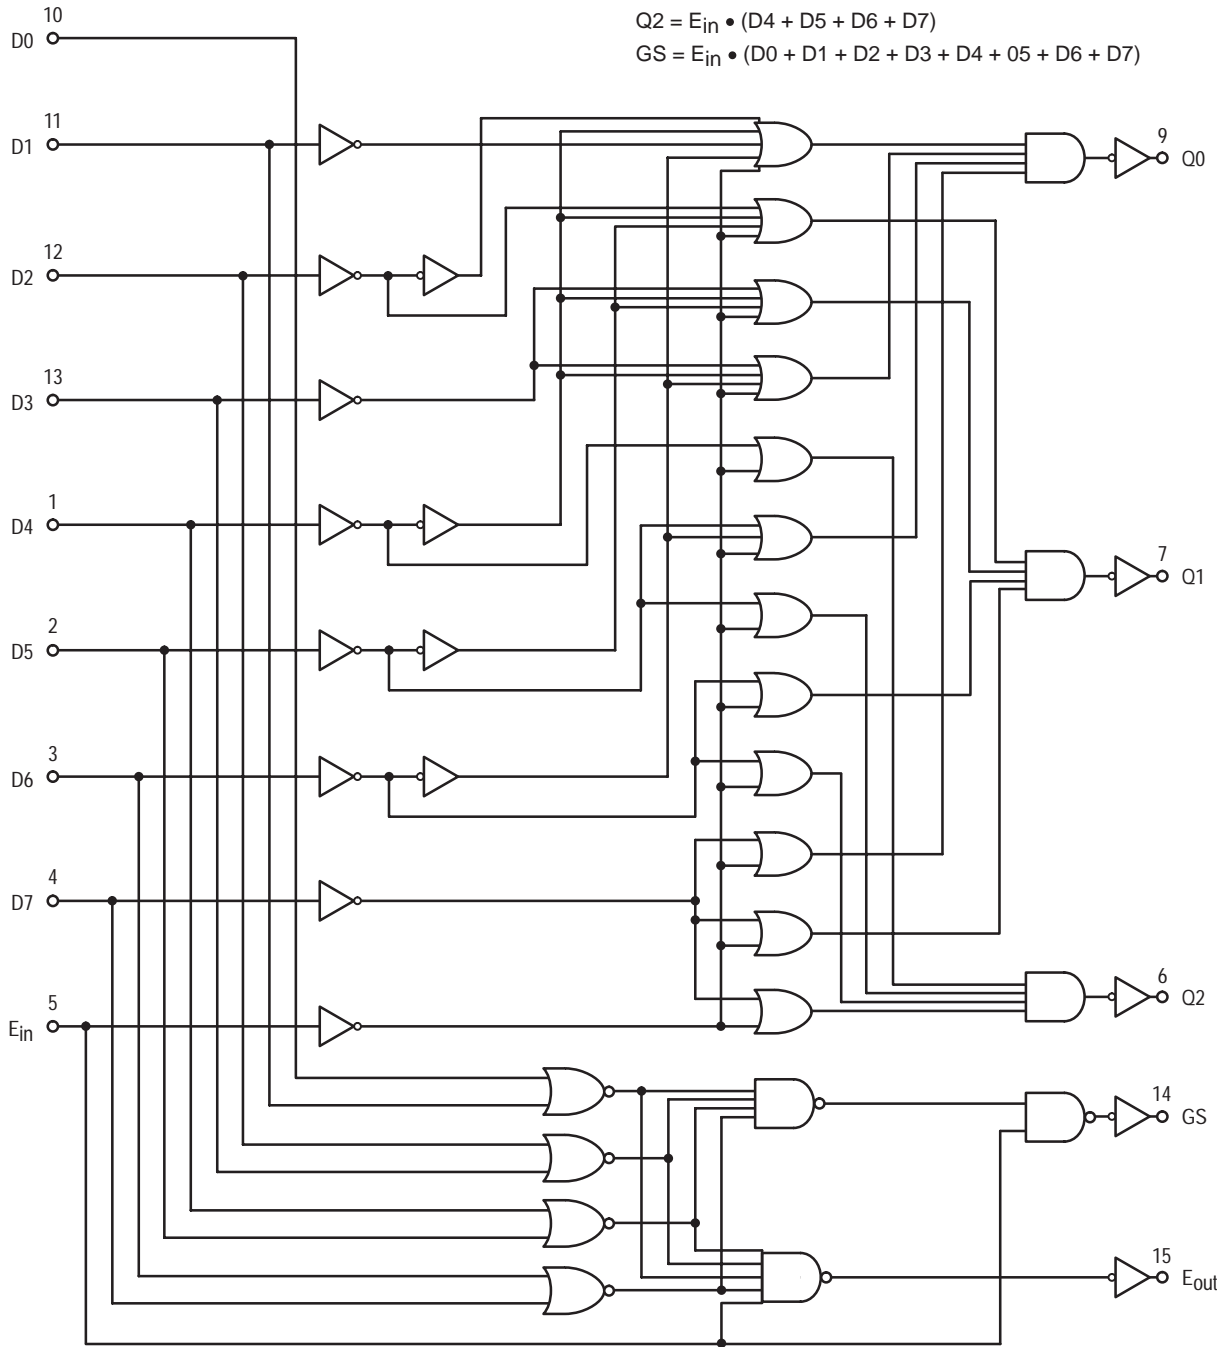 10
D0
Q2 = Ein • (D4 + D5 + D6 + D7)
GS = Ein • (D0 + D1 + D2 + D3 + D4 + 05 + D6 + D7)
11
D1
9
Q0
12
D2
13
D3
1
D4
7
Q1
2
D5
3
D6
4
D7
6
Q2
5
Ein
14
GS
15
Eout